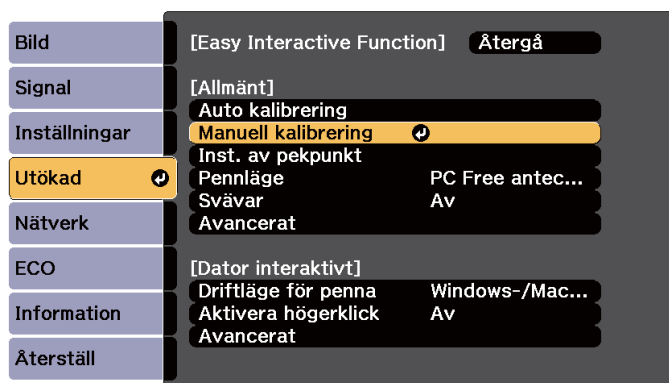 Bild
Signal
Inställningar
Utökad
Nätverk
ECO
Information
Återställ
[Easy Interactive Function] Återgå
[Allmänt]
Auto kalibrering
Manuell kalibrering
Inst. av pekpunkt
Pennläge PC Free antec...
Svävar Av
Avancerat
[Dator interaktivt]
Driftläge för penna Windows-/Mac...
Aktivera högerklick Av
Avancerat